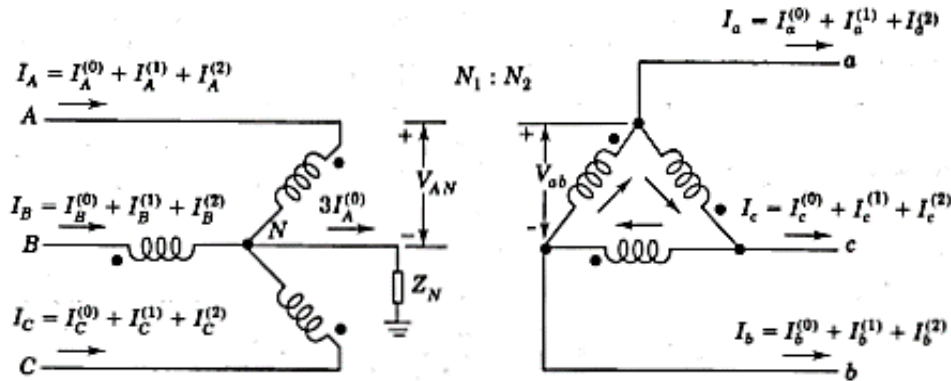 I_a = I_a^(0) + I_a^(1) + I_a^(2)
a
I_A = I_A^(0) + I_A^(1) + I_A^(2)
A
N_1 : N_2
+
V_AN
−
+
V_ab
-
I_B = I_B^(0) + I_B^(1) + I_B^(2)
B
N
3I_A^(0)
Z_N
I_c = I_c^(0) + I_c^(1) + I_c^(2)
c
I_C = I_C^(0) + I_C^(1) + I_C^(2)
C
I_b = I_b^(0) + I_b^(1) + I_b^(2)
b